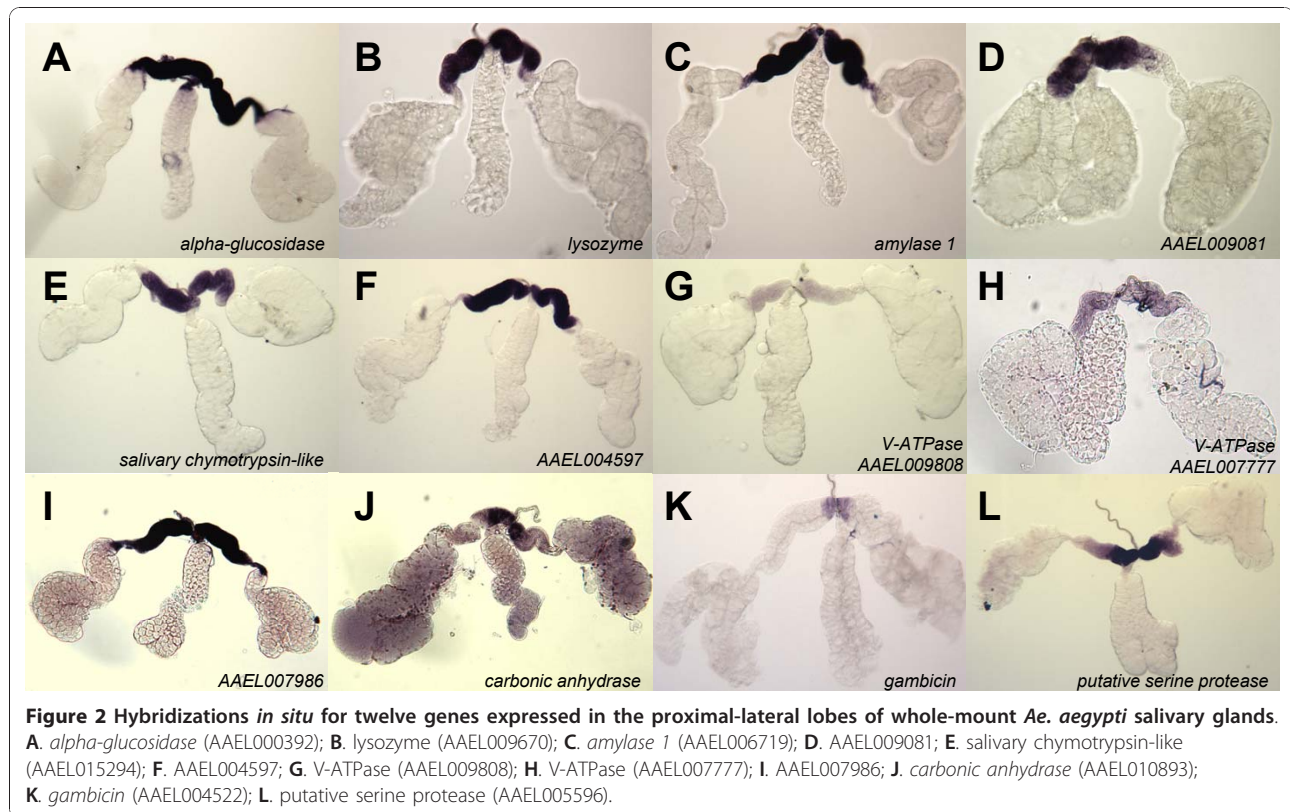 A
alpha-glucosidase
B
lysozyme
C
amylase 1
D
AAEL009081
E
salivary chymotrypsin-like
F
AAEL004597
G
V-ATPase
AAEL009808
H
V-ATPase
AAEL007777
I
AAEL007986
J
carbonic anhydrase
K
gambicin
L
putative serine protease
Figure 2 Hybridizations in situ for twelve genes expressed in the proximal-lateral lobes of whole-mount Ae. aegypti salivary glands.
A. alpha-glucosidase (AAEL000392); B. lysozyme (AAEL009670); C. amylase 1 (AAEL006719); D. AAEL009081; E. salivary chymotrypsin-like
(AAEL015294); F. AAEL004597; G. V-ATPase (AAEL009808); H. V-ATPase (AAEL007777); I. AAEL007986; J. carbonic anhydrase (AAEL010893);
K. gambicin (AAEL004522); L. putative serine protease (AAEL005596).